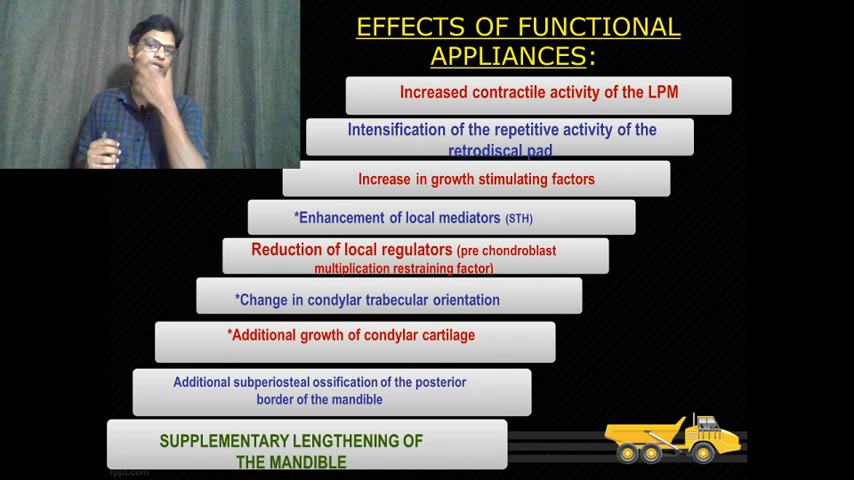 EFFECTS OF FUNCTIONAL
APPLIANCES:
Increased contractile activity of the LPM
Intensification of the repetitive activity of the
retrodiscal pad
Increase in growth stimulating factors
*Enhancement of local mediators (STH)
Reduction of local regulators (pre chondroblast
multiplication restraining factor)
*Change in condylar trabecular orientation
*Additional growth of condylar cartilage
Additional subperiosteal ossification of the posterior
border of the mandible
SUPPLEMENTARY LENGTHENING OF
THE MANDIBLE
fppt.com